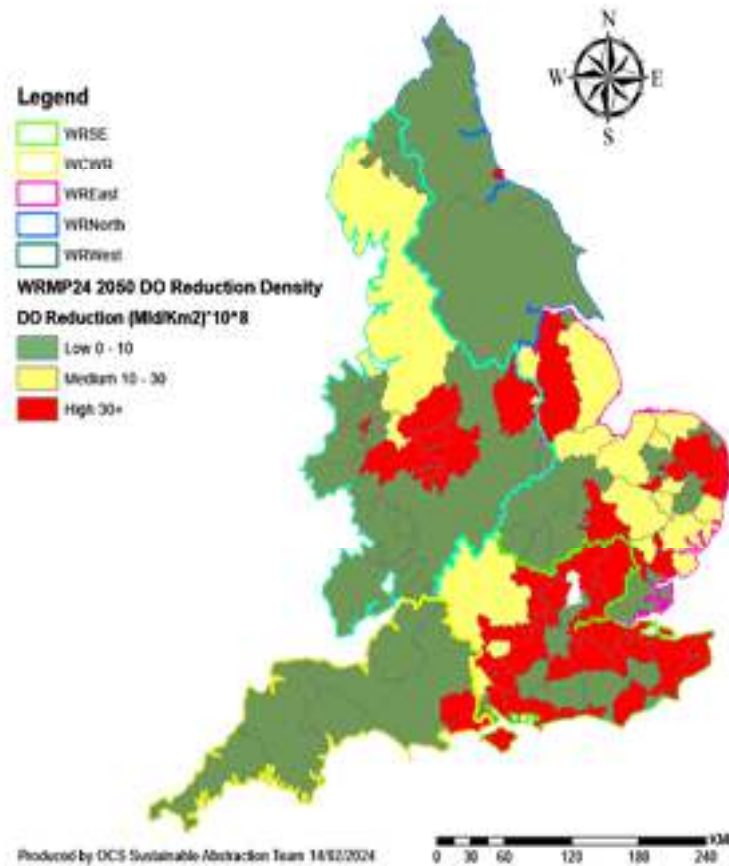 N
W E
S
Legend
WRSE
WCWR
WREast
WRNorth
WRWest
WRMP24 2050 DO Reduction Density
DO Reduction (Mld/Km2)*10^8
Low 0 - 10
Medium 10 - 30
High 30+
Produced by OCS Sustainable Abstraction Team 14/02/2024
KM
0 30 60 120 180 240